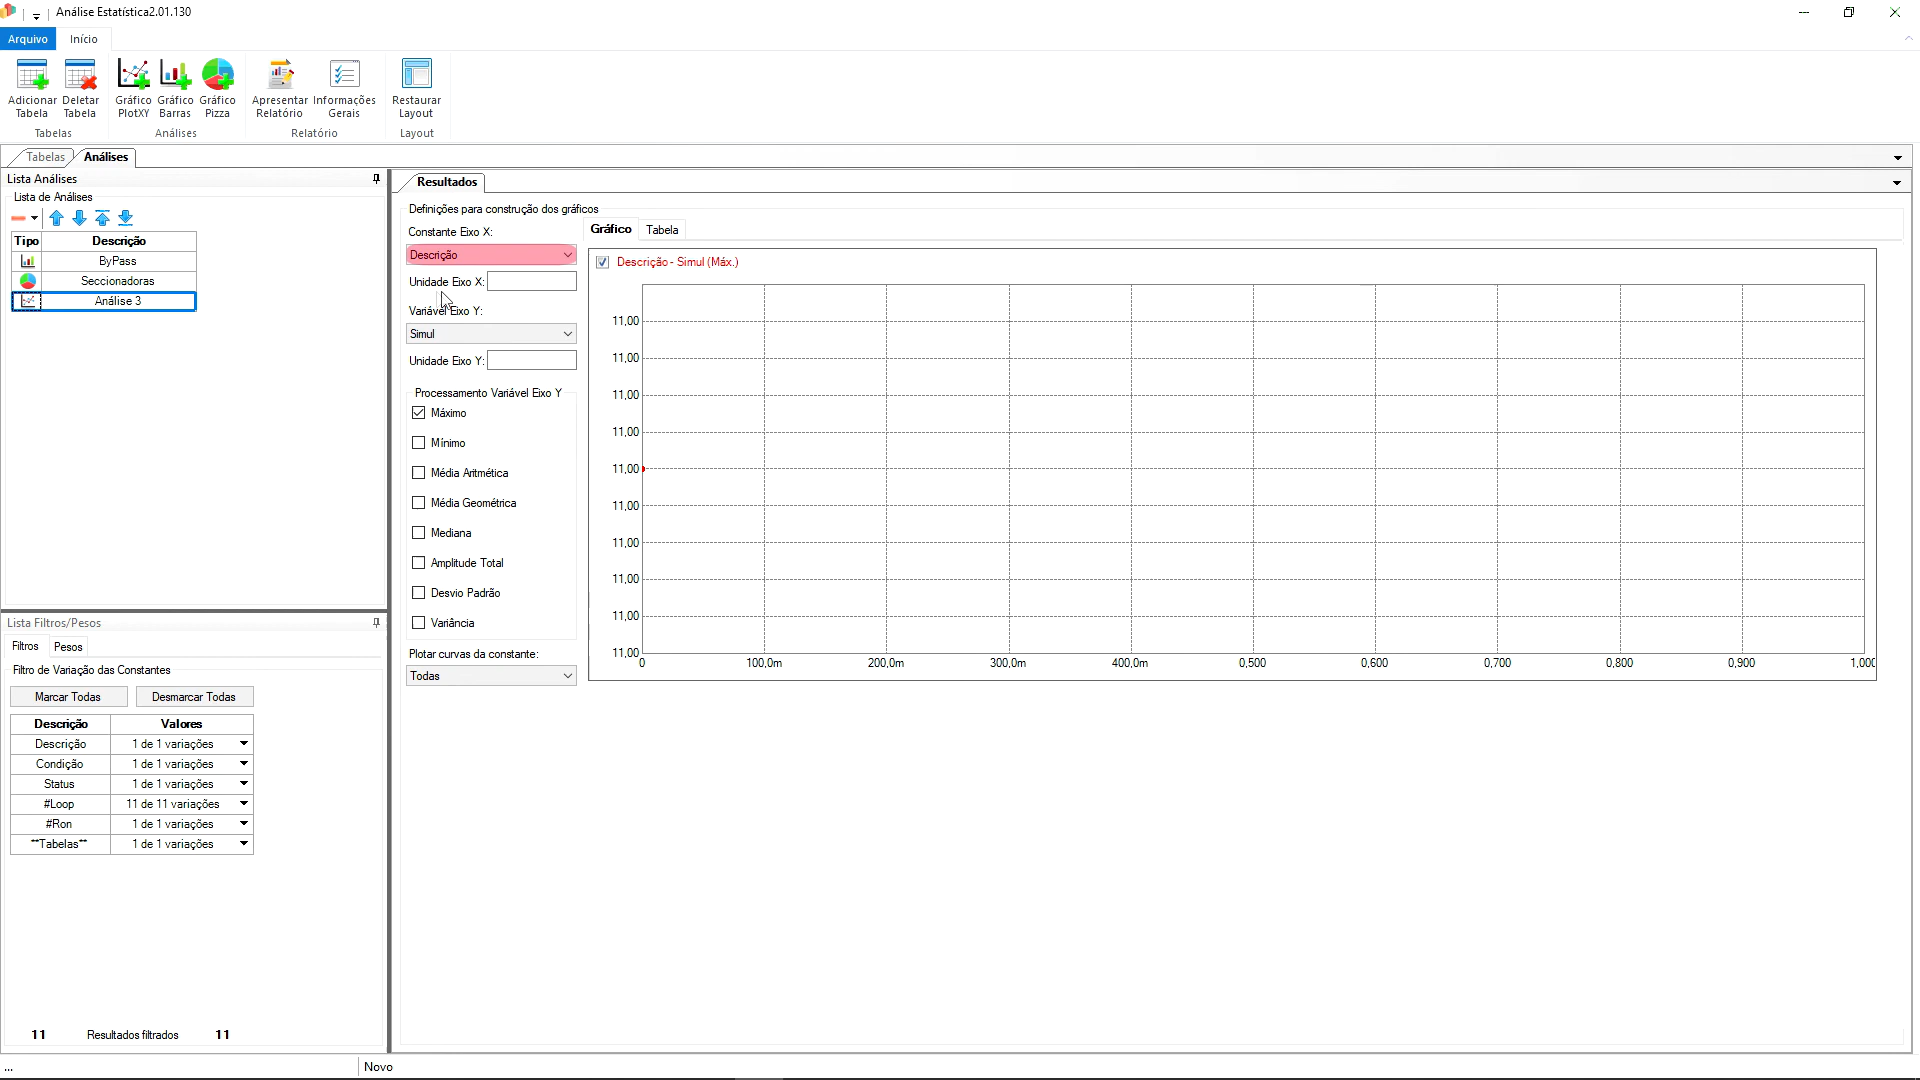 Análise Estatística2.01.130
Arquivo
Início
Adicionar Tabela
Deletar Tabela
Gráfico PlotXY
Gráfico Barras
Gráfico Pizza
Apresentar Relatório
Informações Gerais
Restaurar Layout
Tabelas
Análises
Relatório
Layout
Tabelas
Análises
Lista Análises
Lista de Análises
Tipo Descrição
ByPass
Seccionadoras
Análise 3
Lista Filtros/Pesos
Filtros Pesos
Filtro de Variação das Constantes
Marcar Todas Desmarcar Todas
Descrição Valores
Descrição 1 de 1 variações
Condição 1 de 1 variações
Status 1 de 1 variações
#Loop 11 de 11 variações
#Ron 1 de 1 variações
**Tabelas** 1 de 1 variações
11 Resultados filtrados 11
Resultados
Definições para construção dos gráficos
Constante Eixo X:
Descrição
Unidade Eixo X:
Variável Eixo Y:
Simul
Unidade Eixo Y:
Processamento Variável Eixo Y
Máximo
Mínimo
Média Aritmética
Média Geométrica
Mediana
Amplitude Total
Desvio Padrão
Variância
Plotar curvas da constante:
Todas
Gráfico Tabela
Descrição - Simul (Máx.)
11,00
11,00
11,00
11,00
11,00
11,00
11,00
11,00
11,00
11,00
0 100,0m 200,0m 300,0m 400,0m 0,500 0,600 0,700 0,800 0,900 1,000
... Novo